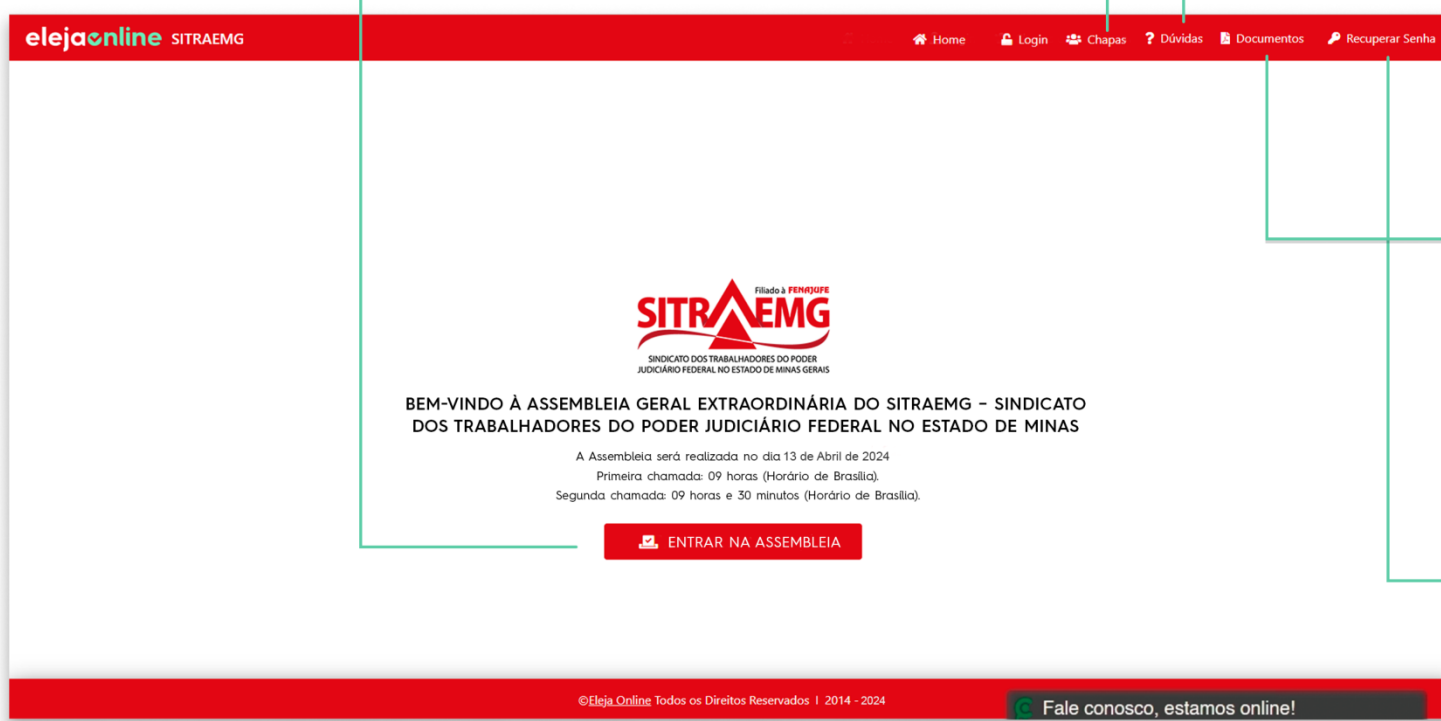 elejaonline SITRAEMG
Home Login Chapas ? Dúvidas Documentos Recuperar Senha
Filiado à FENAJUFE
SITRAEMG
SINDICATO DOS TRABALHADORES DO PODER
JUDICIÁRIO FEDERAL NO ESTADO DE MINAS GERAIS
BEM-VINDO À ASSEMBLEIA GERAL EXTRAORDINÁRIA DO SITRAEMG – SINDICATO
DOS TRABALHADORES DO PODER JUDICIÁRIO FEDERAL NO ESTADO DE MINAS
A Assembleia será realizada no dia 13 de Abril de 2024
Primeira chamada: 09 horas (Horário de Brasília).
Segunda chamada: 09 horas e 30 minutos (Horário de Brasília).
ENTRAR NA ASSEMBLEIA
©Eleja Online Todos os Direitos Reservados | 2014 - 2024
Fale conosco, estamos online!